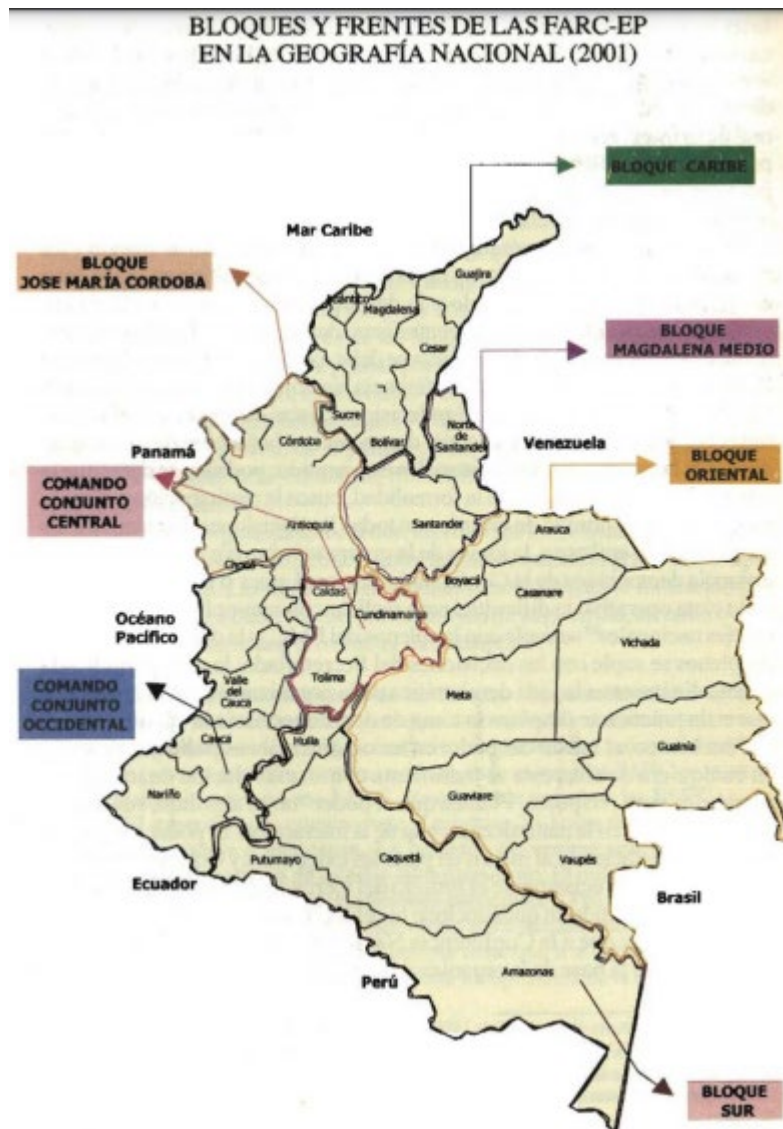 BLOQUES Y FRENTES DE LAS FARC-EP
EN LA GEOGRAFÍA NACIONAL (2001)
BLOQUE CARIBE
Mar Caribe
BLOQUE
JOSE MARÍA CORDOBA
Guajira
Atlántico
Magdalena
Cesar
BLOQUE
MAGDALENA MEDIO
Sucre
Córdoba
Bolívar
Norte
de
Santander
Panamá
Venezuela
BLOQUE
ORIENTAL
COMANDO
CONJUNTO
CENTRAL
Antioquia
Santander
Arauca
Chocó
Caldas
Boyacá
Casanare
Océano
Pacifico
Cundinamarca
Vichada
COMANDO
CONJUNTO
OCCIDENTAL
Valle
del
Cauca
Tolima
Meta
Cauca
Huila
Guainía
Nariño
Guaviare
Putumayo
Caquetá
Vaupés
Ecuador
Brasil
Perú
Amazonas
BLOQUE
SUR